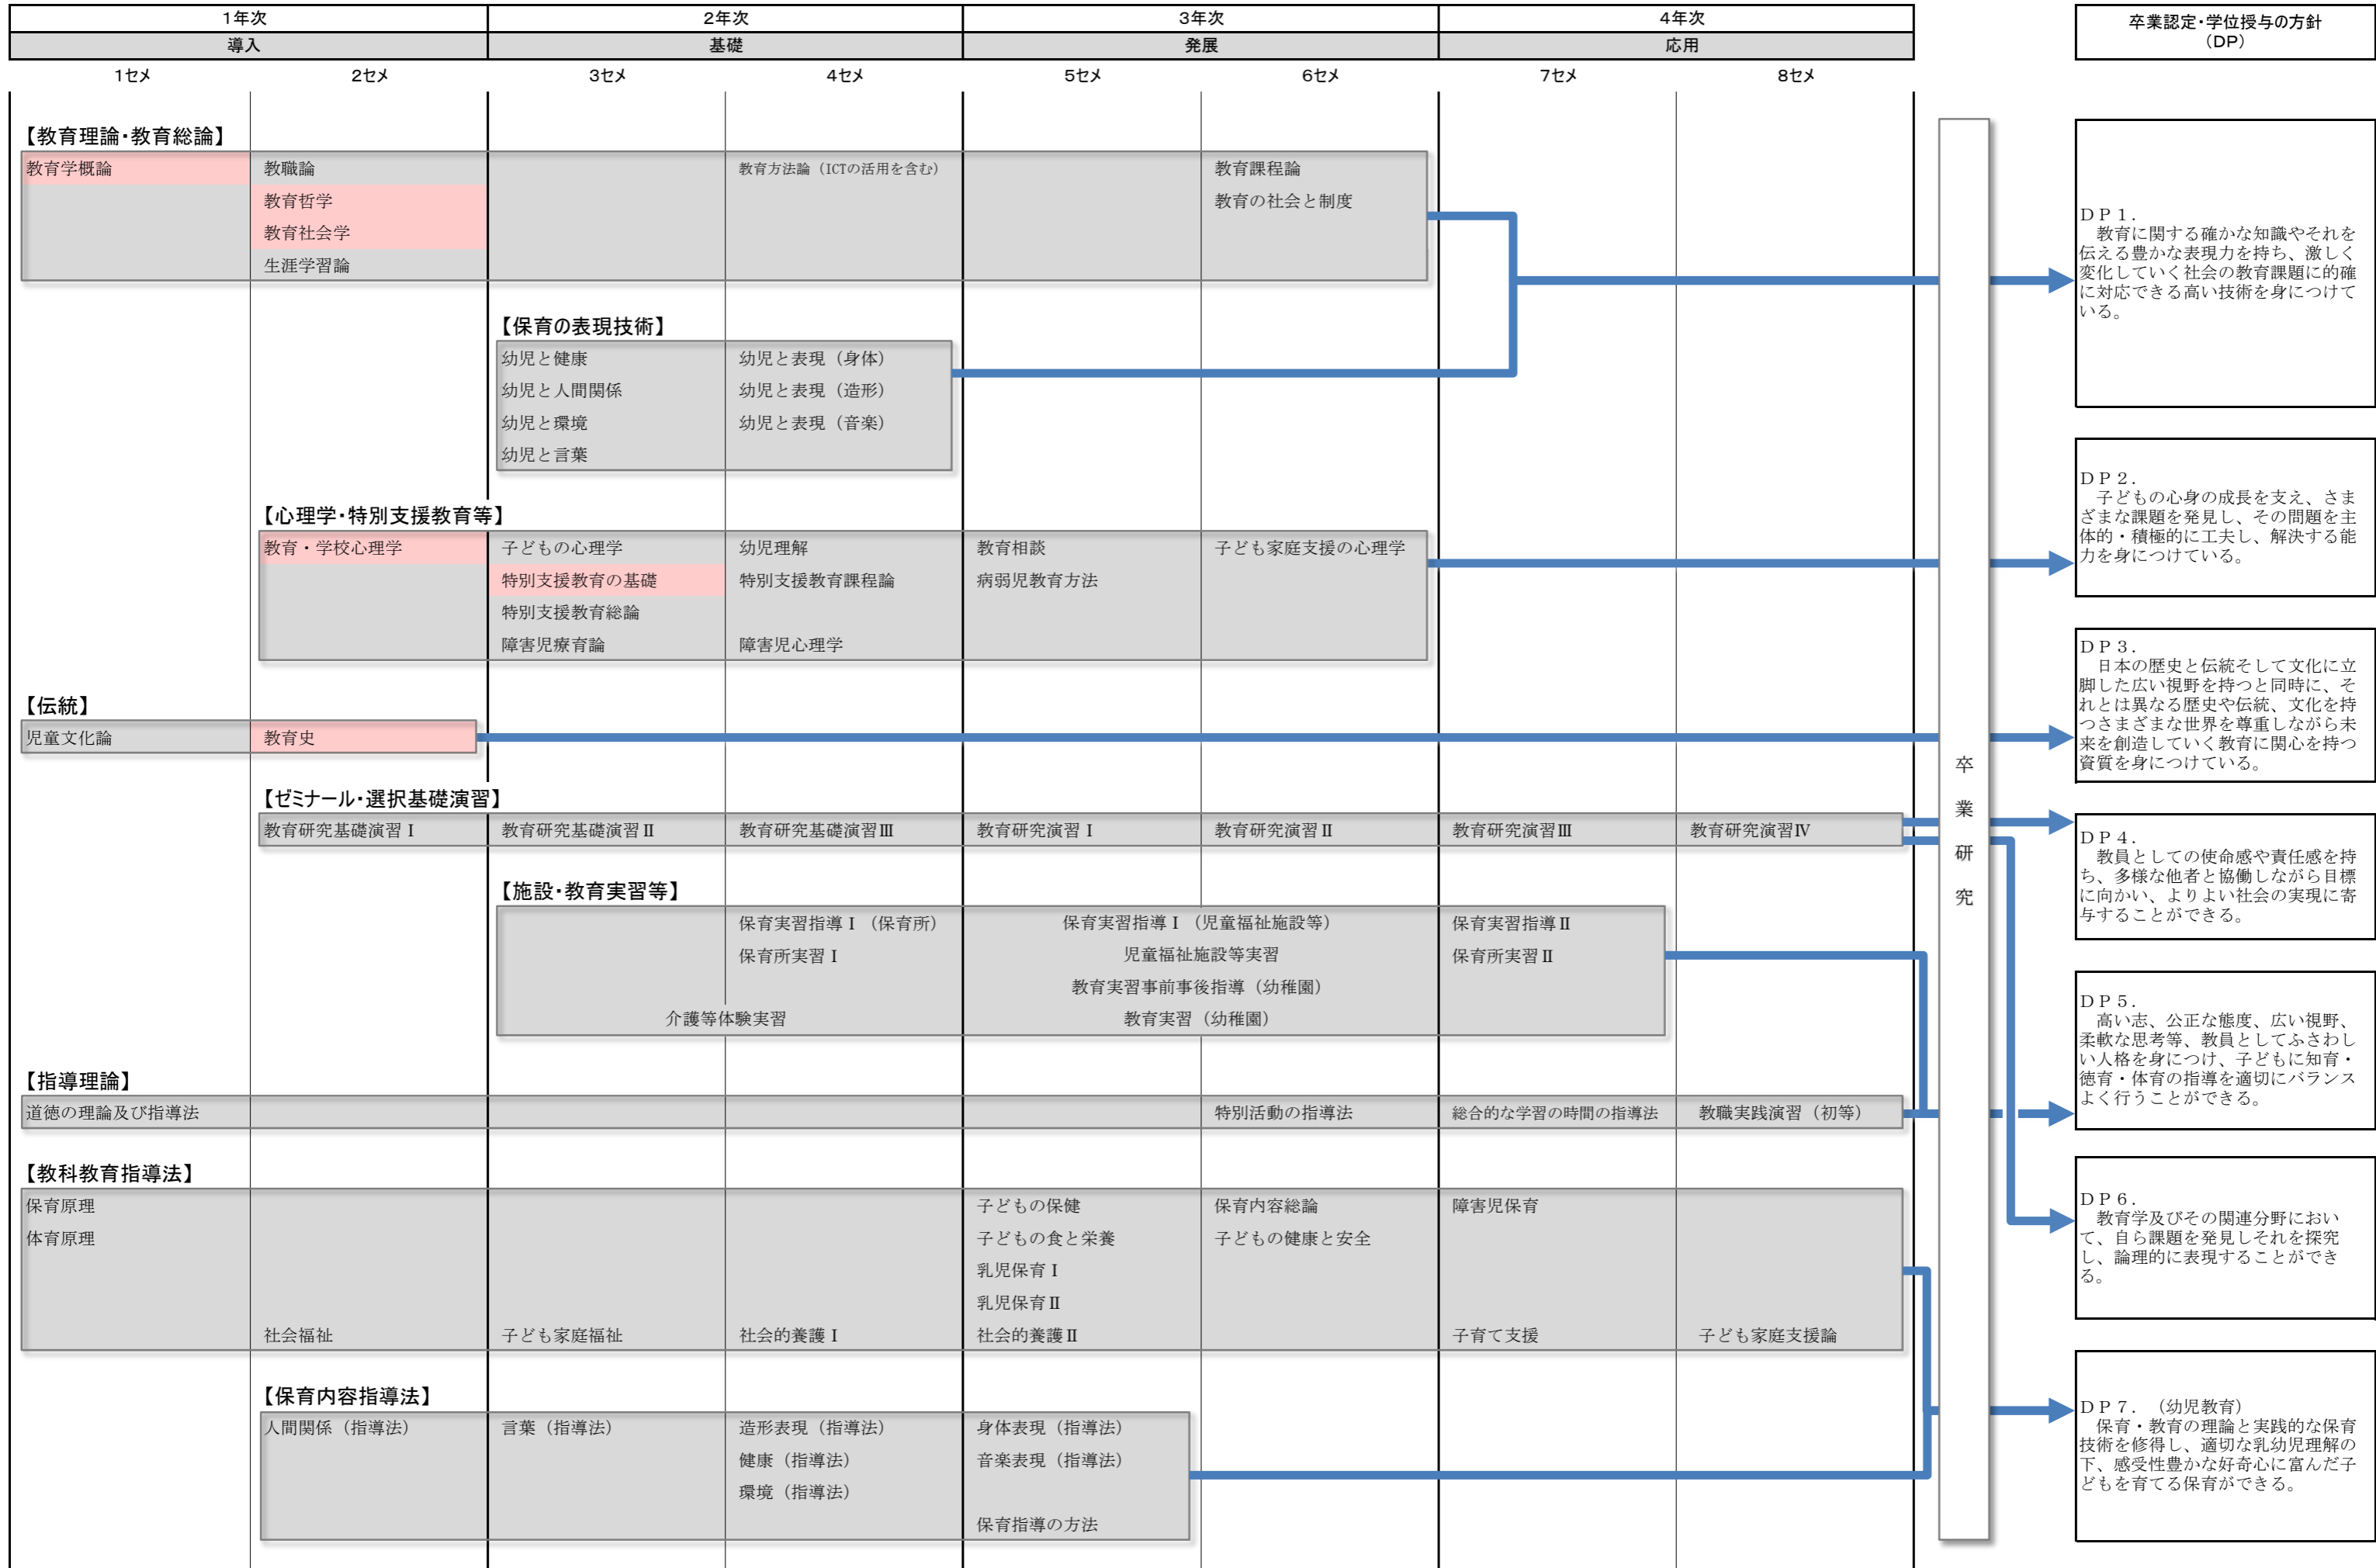 1年次 2年次 3年次 4年次
導入 基礎 発展 応用
1セメ 2セメ 3セメ 4セメ 5セメ 6セメ 7セメ 8セメ
卒業認定・学位授与の方針
（DP）
【教育理論・教育総論】
教育学概論 教職論 教育方法論（ICTの活用を含む） 教育課程論
教育哲学 教育の社会と制度
教育社会学
生涯学習論
【保育の表現技術】
幼児と健康 幼児と表現（身体）
幼児と人間関係 幼児と表現（造形）
幼児と環境 幼児と表現（音楽）
幼児と言葉
【心理学・特別支援教育等】
教育・学校心理学 子どもの心理学 幼児理解 教育相談 子ども家庭支援の心理学
特別支援教育の基礎 特別支援教育課程論 病弱児教育方法
特別支援教育総論
障害児療育論 障害児心理学
【伝統】
児童文化論 教育史
【ゼミナール・選択基礎演習】
教育研究基礎演習Ⅰ 教育研究基礎演習Ⅱ 教育研究基礎演習Ⅲ 教育研究演習Ⅰ 教育研究演習Ⅱ 教育研究演習Ⅲ 教育研究演習Ⅳ
【施設・教育実習等】
保育実習指導Ⅰ（保育所） 保育実習指導Ⅰ（児童福祉施設等） 保育実習指導Ⅱ
保育所実習Ⅰ 児童福祉施設等実習 保育所実習Ⅱ
教育実習事前事後指導（幼稚園）
介護等体験実習 教育実習（幼稚園）
【指導理論】
道徳の理論及び指導法 特別活動の指導法 総合的な学習の時間の指導法 教職実践演習（初等）
【教科教育指導法】
保育原理 子どもの保健 保育内容総論 障害児保育
体育原理 子どもの食と栄養 子どもの健康と安全
乳児保育Ⅰ
乳児保育Ⅱ
社会福祉 子ども家庭福祉 社会的養護Ⅰ 社会的養護Ⅱ 子育て支援 子ども家庭支援論
【保育内容指導法】
人間関係（指導法） 言葉（指導法） 造形表現（指導法） 身体表現（指導法）
健康（指導法） 音楽表現（指導法）
環境（指導法）
保育指導の方法
卒
業
研
究
ＤＰ１．
教育に関する確かな知識やそれを
伝える豊かな表現力を持ち、激しく
変化していく社会の教育課題に的確
に対応できる高い技術を身につけて
いる。
ＤＰ２．
子どもの心身の成長を支え、さま
ざまな課題を発見し、その問題を主
体的・積極的に工夫し、解決する能
力を身につけている。
ＤＰ３．
日本の歴史と伝統そして文化に立
脚した広い視野を持つと同時に、そ
れとは異なる歴史や伝統、文化を持
つさまざまな世界を尊重しながら未
来を創造していく教育に関心を持つ
資質を身につけている。
ＤＰ４．
教員としての使命感や責任感を持
ち、多様な他者と協働しながら目標
に向かい、よりよい社会の実現に寄
与することができる。
ＤＰ５．
高い志、公正な態度、広い視野、
柔軟な思考等、教員としてふさわし
い人格を身につけ、子どもに知育・
徳育・体育の指導を適切にバランス
よく行うことができる。
ＤＰ６．
教育学及びその関連分野におい
て、自ら課題を発見しそれを探究
し、論理的に表現することができ
る。
ＤＰ７．（幼児教育）
保育・教育の理論と実践的な保育
技術を修得し、適切な乳幼児理解の
下、感受性豊かな好奇心に富んだ子
どもを育てる保育ができる。